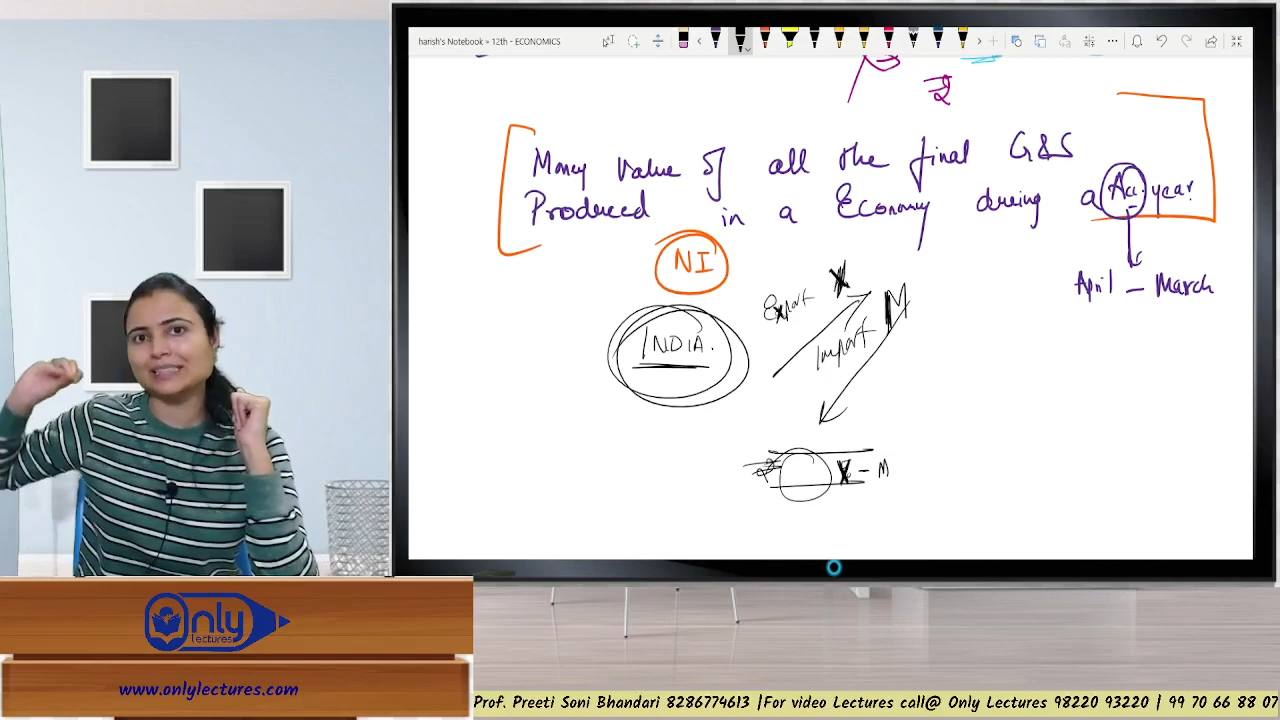 harish's Notebook » 12th - ECONOMICS
₹
Money Value of all the final G&S
Produced in a Economy during a Acc. year.
NI
April - March
Export X
M
Import
INDIA.
X - M
Only
Lectures
www.onlylectures.com
Prof. Preeti Soni Bhandari 8286774613 |For video Lectures call@ Only Lectures 98220 93220 | 99 70 66 88 07